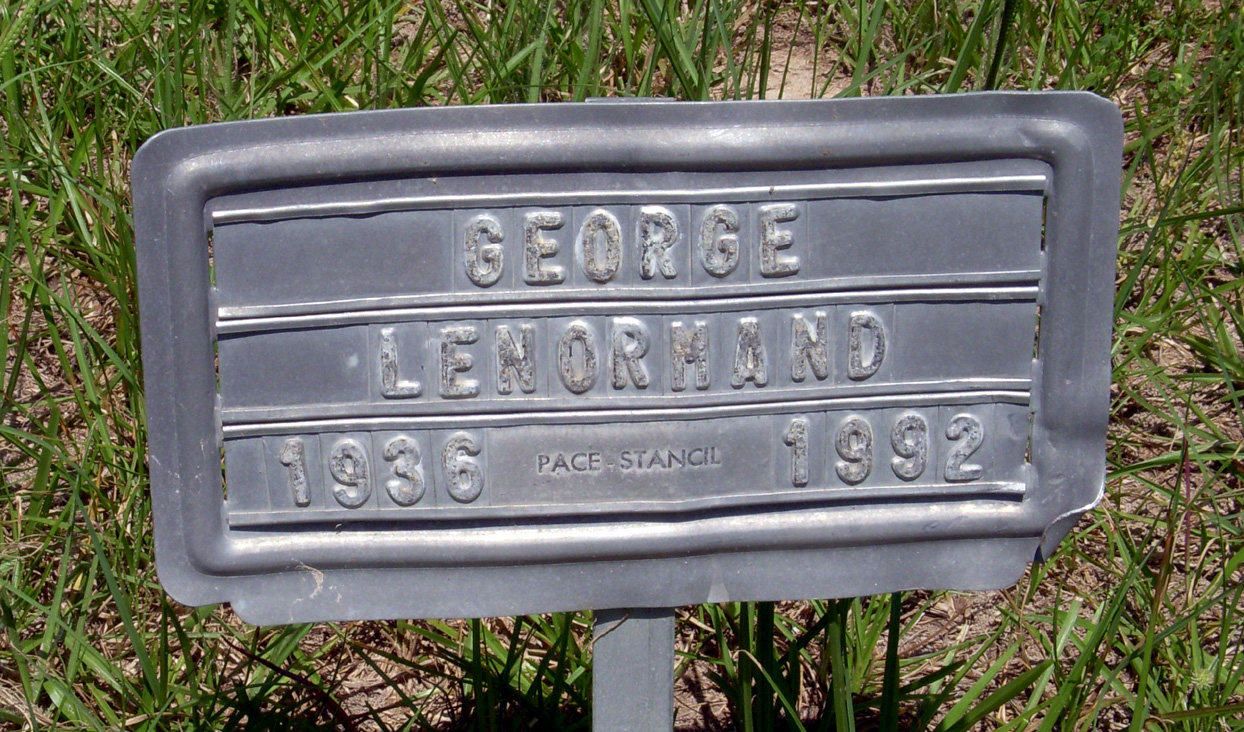 GEORGE
LENORMAND
1936 PACE-STANCIL 1992